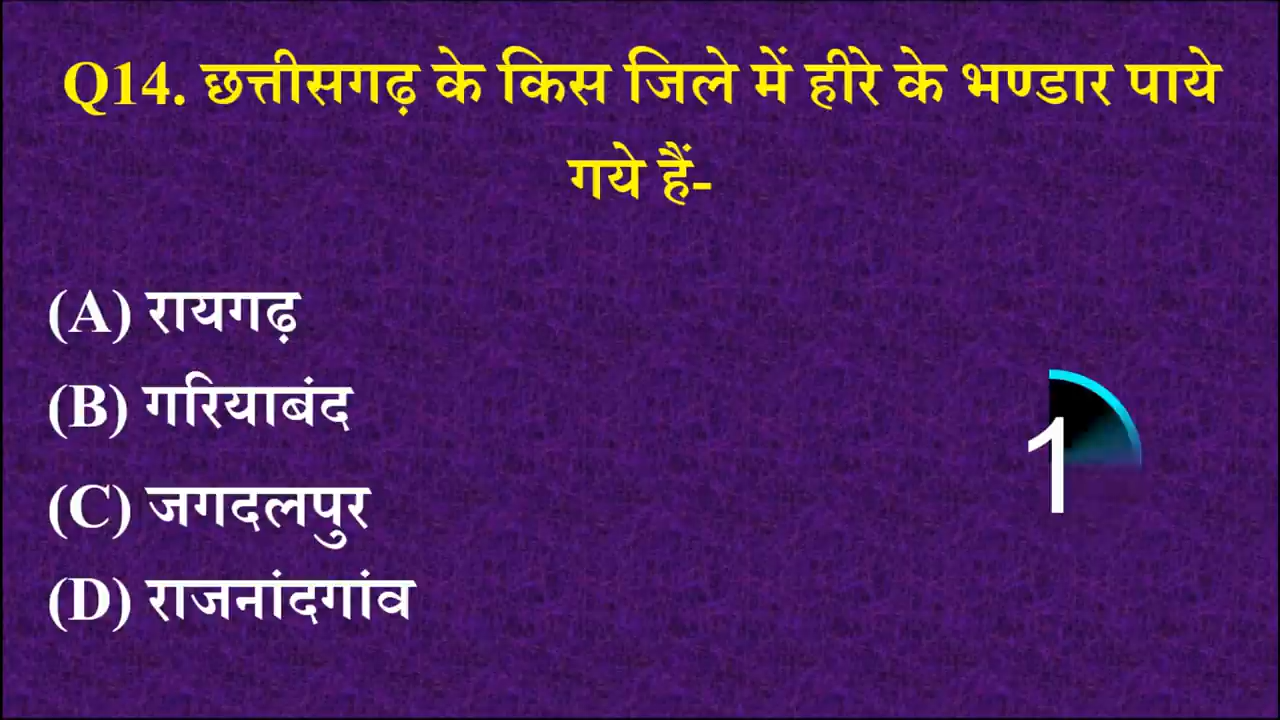 Q14. छत्तीसगढ़ के किस जिले में हीरे के भण्डार पाये
गये हैं-
(A) रायगढ़
(B) गरियाबंद
(C) जगदलपुर
(D) राजनांदगांव
1